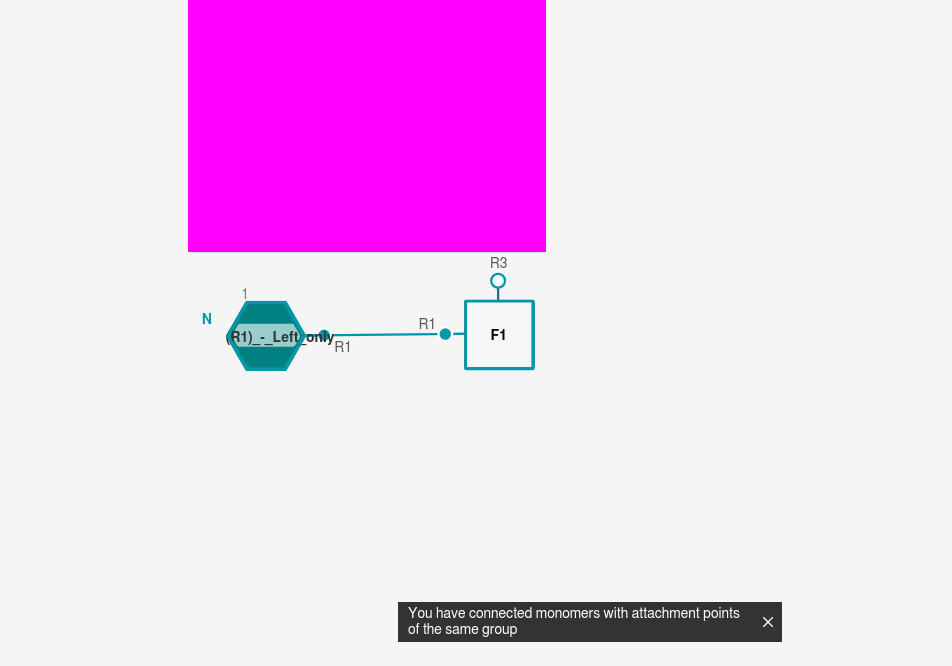 R3
1
N
R1
(R1)_-_Left_only
F1
R1
You have connected monomers with attachment points
of the same group